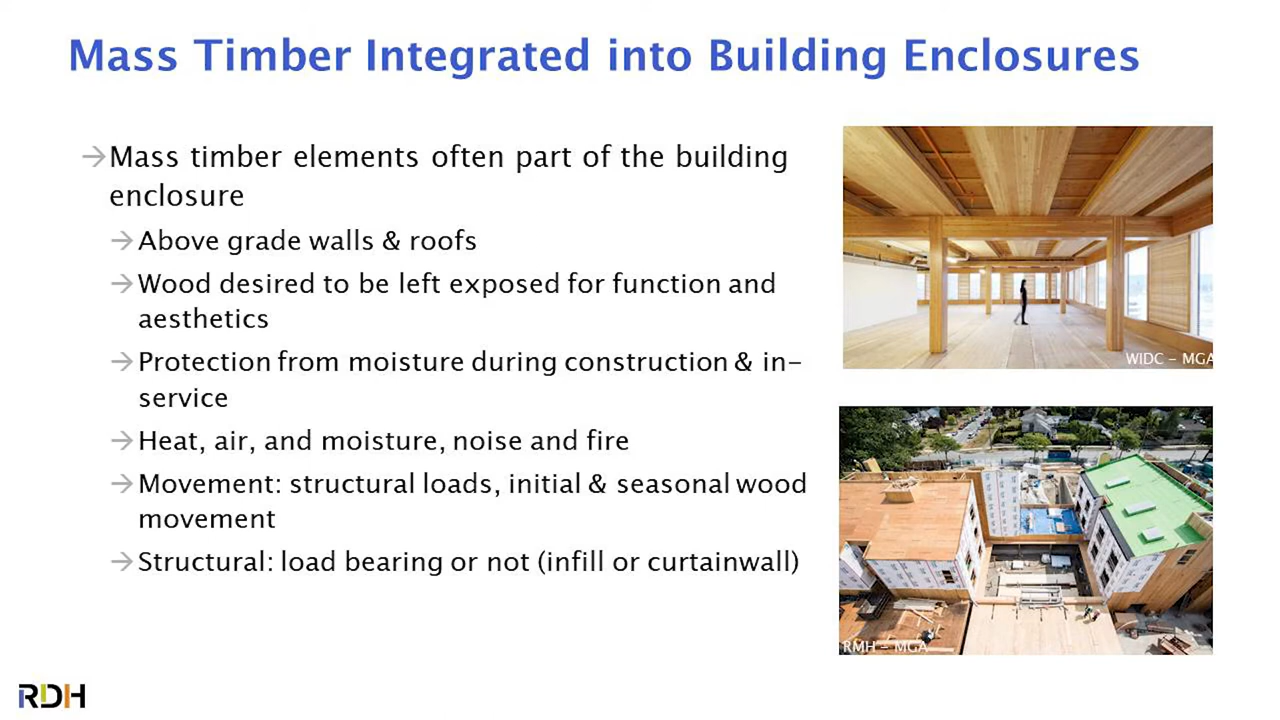 Mass Timber Integrated into Building Enclosures
→Mass timber elements often part of the building
enclosure
→Above grade walls & roofs
→Wood desired to be left exposed for function and
aesthetics
→Protection from moisture during construction & in-
service
→Heat, air, and moisture, noise and fire
→Movement: structural loads, initial & seasonal wood
movement
→Structural: load bearing or not (infill or curtainwall)
WIDC - MGA
RMH - MGA
RDH